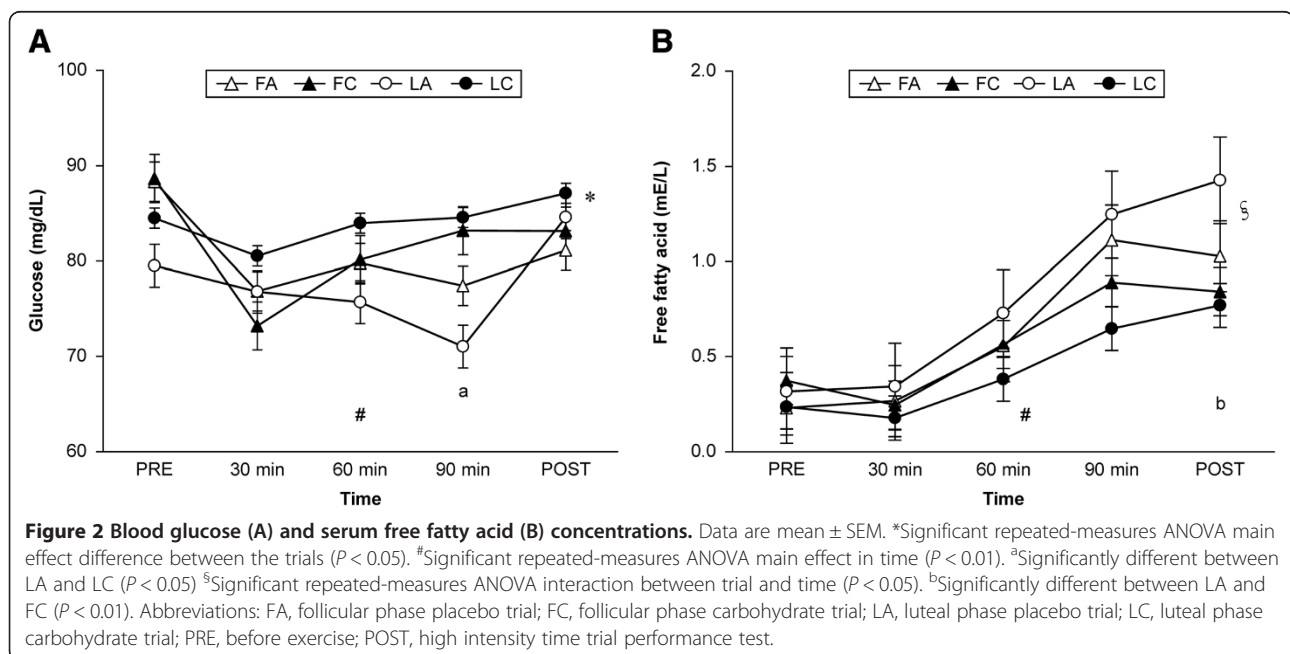 A
100
90
80
70
60
Glucose (mg/dL)
FA FC LA LC
*
a
#
PRE 30 min 60 min 90 min POST
Time
B
2.0
1.5
1.0
0.5
0.0
Free fatty acid (mE/L)
FA FC LA LC
§
b
#
PRE 30 min 60 min 90 min POST
Time
Figure 2 Blood glucose (A) and serum free fatty acid (B) concentrations. Data are mean ± SEM. *Significant repeated-measures ANOVA main
effect difference between the trials (P < 0.05). #Significant repeated-measures ANOVA main effect in time (P < 0.01). aSignificantly different between
LA and LC (P < 0.05) §Significant repeated-measures ANOVA interaction between trial and time (P < 0.05). bSignificantly different between LA and
FC (P < 0.01). Abbreviations: FA, follicular phase placebo trial; FC, follicular phase carbohydrate trial; LA, luteal phase placebo trial; LC, luteal phase
carbohydrate trial; PRE, before exercise; POST, high intensity time trial performance test.